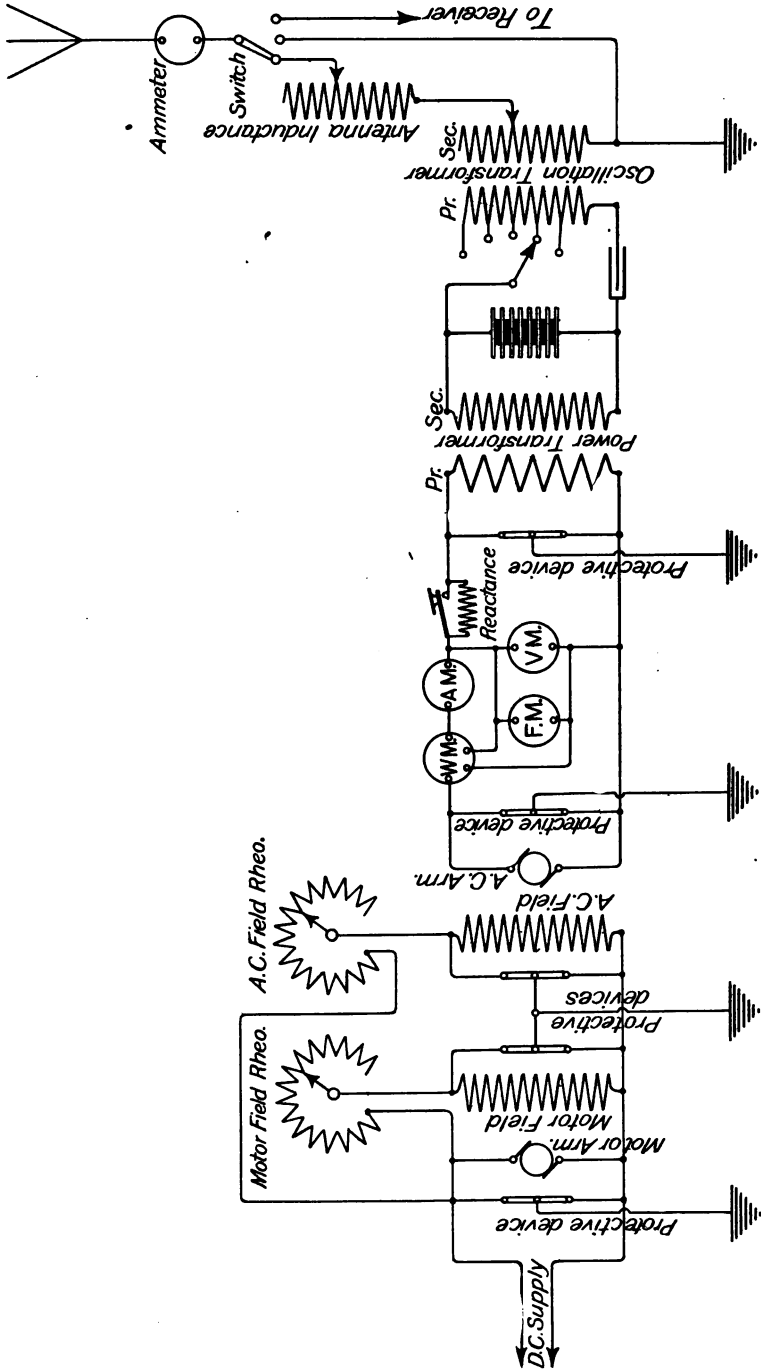 To Receiver
Ammeter
Switch
Antenna Inductance
Sec.
Oscillation Transformer
Pr.
Sec.
Power Transformer
Pr.
Protective device
Reactance
V.M.
A.M.
F.M.
W.M.
Protective device
A.C. Arm.
A.C. Field
A.C. Field Rheo.
Protective
devices
Motor Field Rheo.
Motor Field
Motor Arm.
Protective device
D.C. Supply